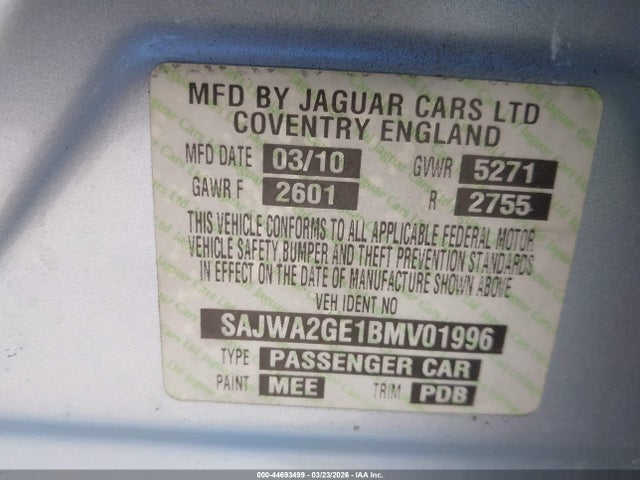 MFD BY JAGUAR CARS LTD
COVENTRY ENGLAND
MFD DATE 03/10 GVWR 5271
GAWR F 2601 R 2755
THIS VEHICLE CONFORMS TO ALL APPLICABLE FEDERAL MOTOR
VEHICLE SAFETY BUMPER AND THEFT PREVENTION STANDARDS
IN EFFECT ON THE DATE OF MANUFACTURE SHOWN ABOVE
VEH IDENT NO
SAJWA2GE1BMV01996
TYPE PASSENGER CAR
PAINT MEE TRIM PDB
000-44693499 | 03/23/2026 - IAA Inc.